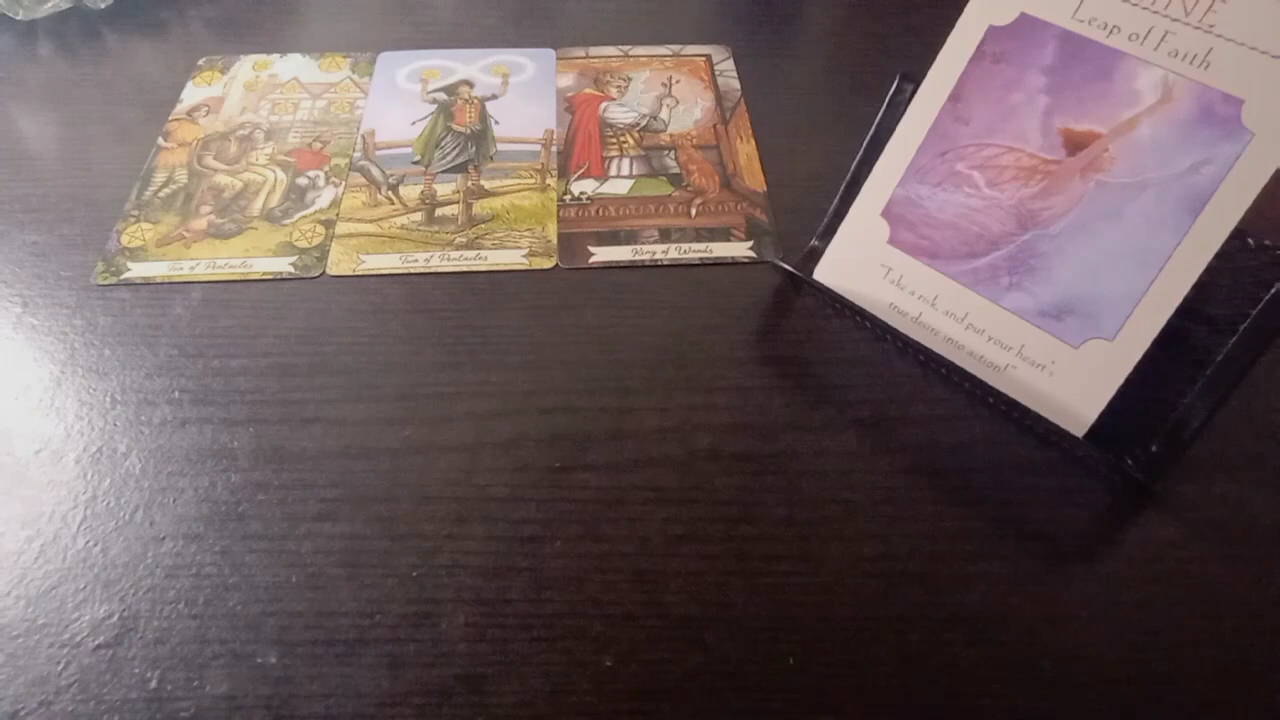 Ten of Pentacles
Two of Pentacles
King of Wands
Leap of Faith
"Take a risk, and put your heart's
true desire into action!"